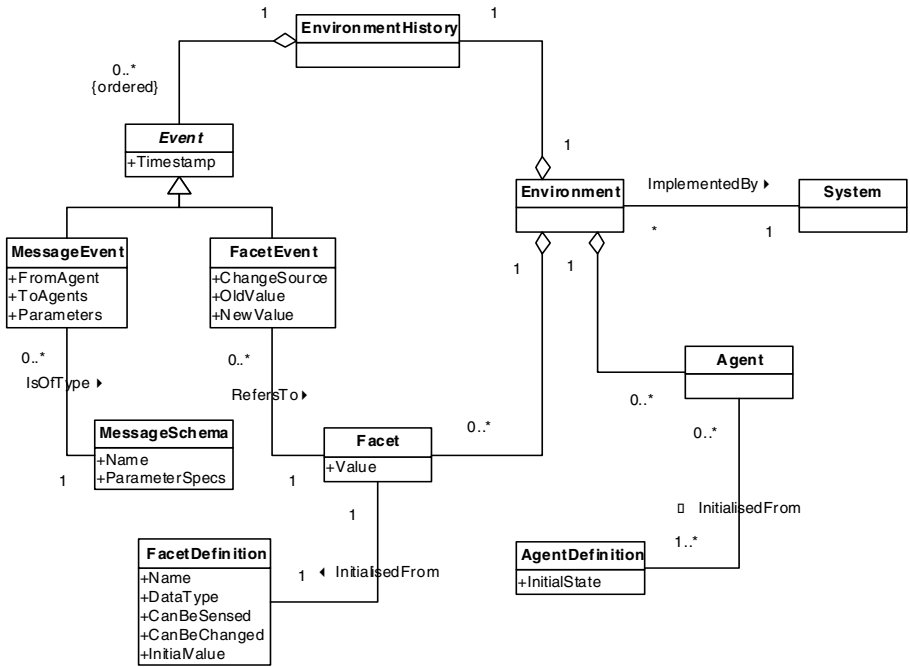 1
EnvironmentHistory
1
0..*
{ordered}
Event
+Timestamp
1
Environment
ImplementedBy
System
*
1
MessageEvent
+FromAgent
+ToAgents
+Parameters
FacetEvent
+ChangeSource
+OldValue
+NewValue
1
1
0..*
IsOfType
0..*
RefersTo
Agent
0..*
0..*
MessageSchema
+Name
+ParameterSpecs
1
Facet
+Value
0..*
1
1
InitialisedFrom
1..*
FacetDefinition
+Name
+DataType
+CanBeSensed
+CanBeChanged
+InitialValue
1
InitialisedFrom
AgentDefinition
+InitialState